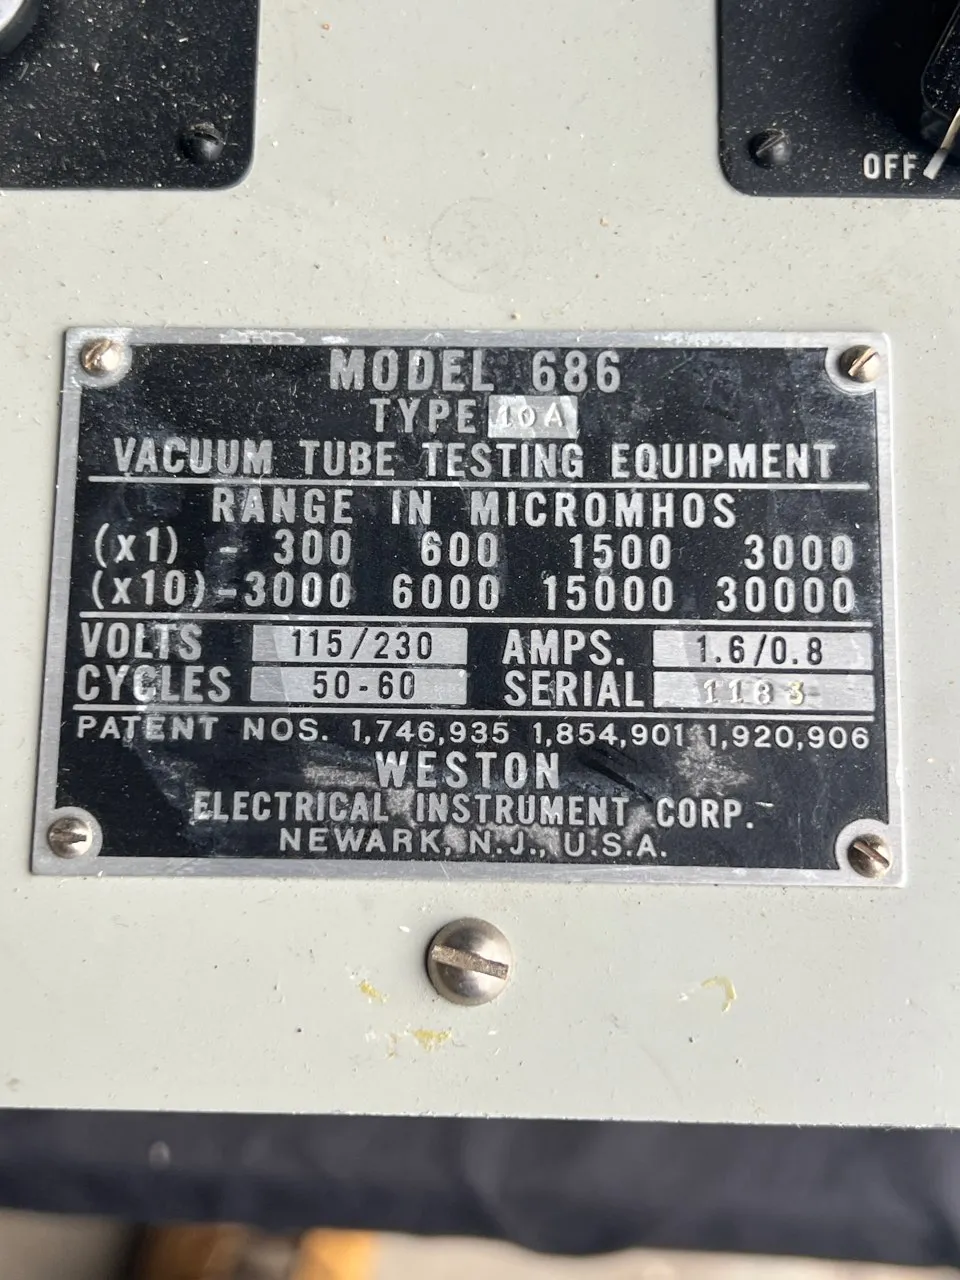 OFF
MODEL 686
TYPE 10A
VACUUM TUBE TESTING EQUIPMENT
RANGE IN MICROMHOS
(x1) - 300 600 1500 3000
(x10)-3000 6000 15000 30000
VOLTS 115/230 AMPS. 1.6/0.8
CYCLES 50-60 SERIAL 1183
PATENT NOS. 1,746,935 1,854,901 1,920,906
WESTON
ELECTRICAL INSTRUMENT CORP.
NEWARK, N.J., U.S.A.